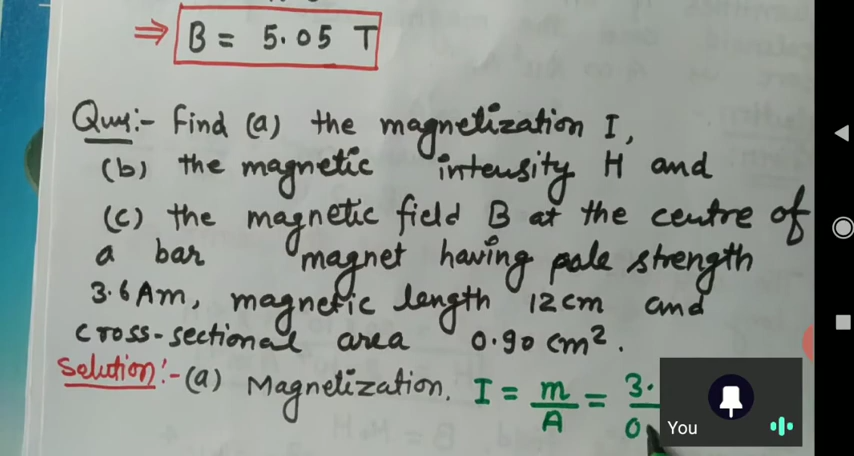 ⇒ B = 5.05 T
Qus:- Find (a) the magnetization I,
(b) the magnetic intensity H and
(c) the magnetic field B at the centre of
a bar magnet having pole strength
3.6 Am, magnetic length 12 cm and
cross-sectional area 0.90 cm².
Solution:- (a) Magnetization. I = m/A = 3./0
You